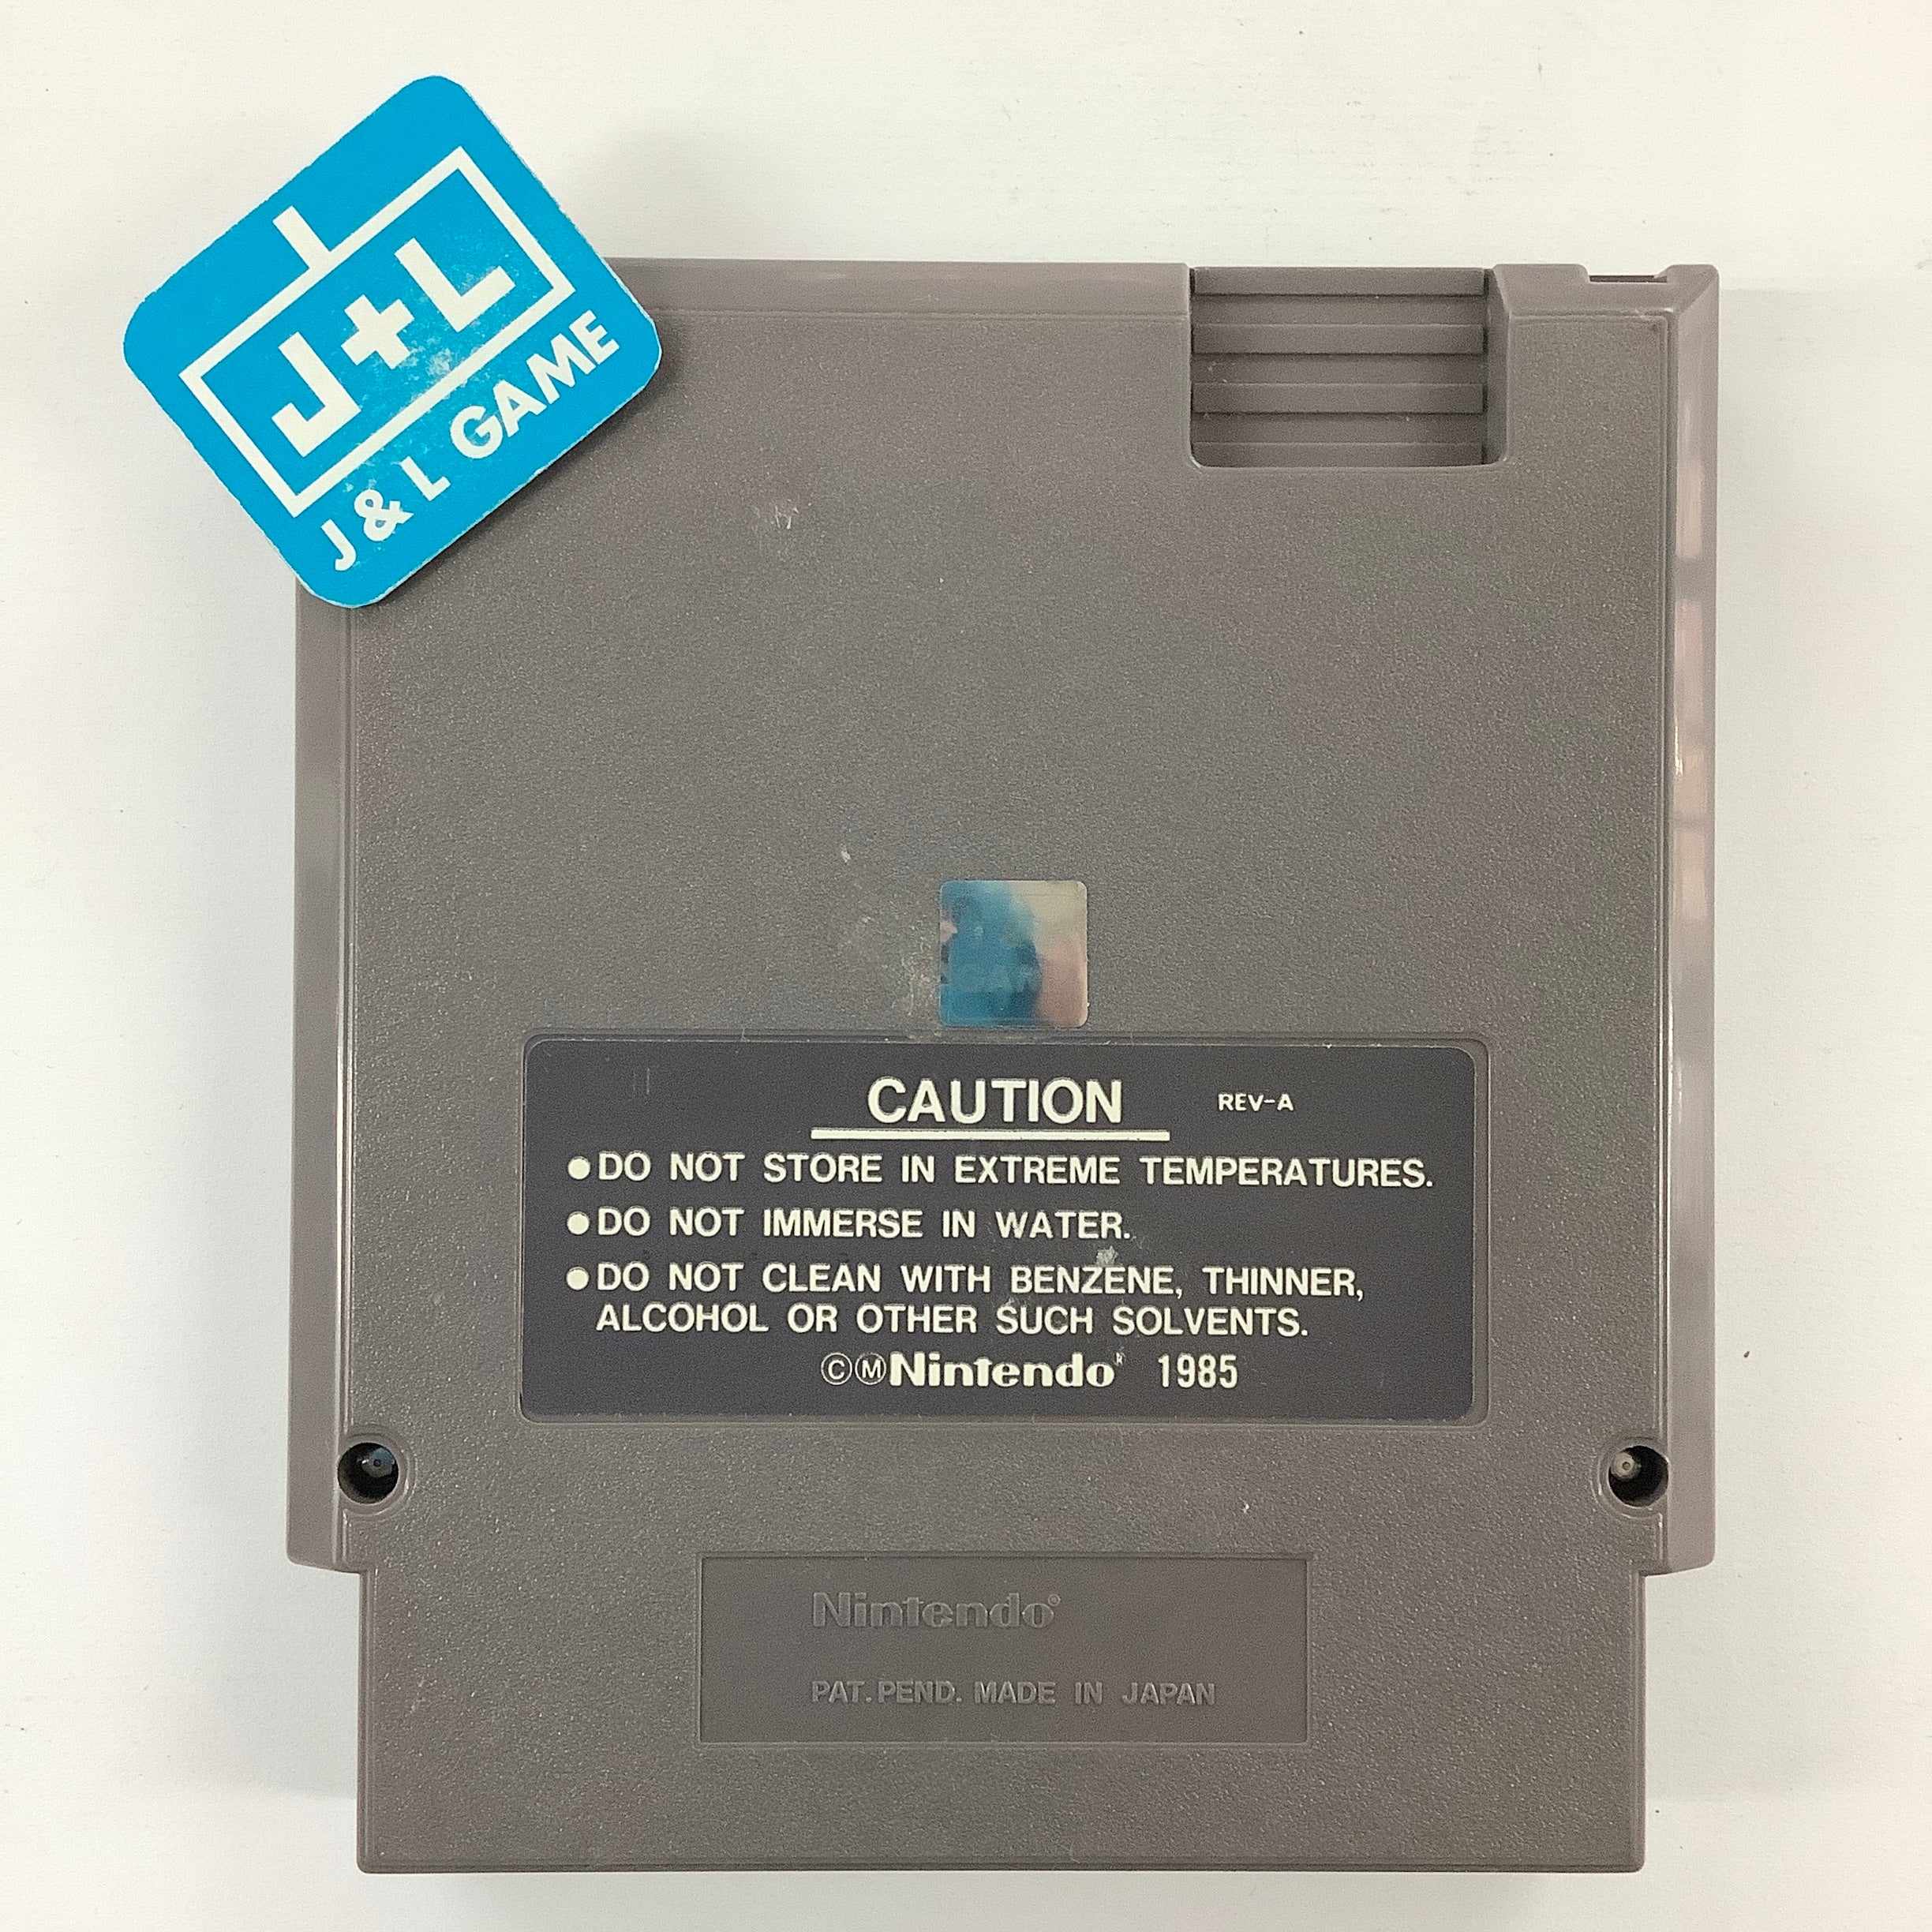 J+L
J & L GAME
CAUTION REV-A
●DO NOT STORE IN EXTREME TEMPERATURES.
●DO NOT IMMERSE IN WATER.
●DO NOT CLEAN WITH BENZENE, THINNER,
ALCOHOL OR OTHER SUCH SOLVENTS.
ⒸⓂNintendo® 1985
Nintendo®
PAT. PEND. MADE IN JAPAN